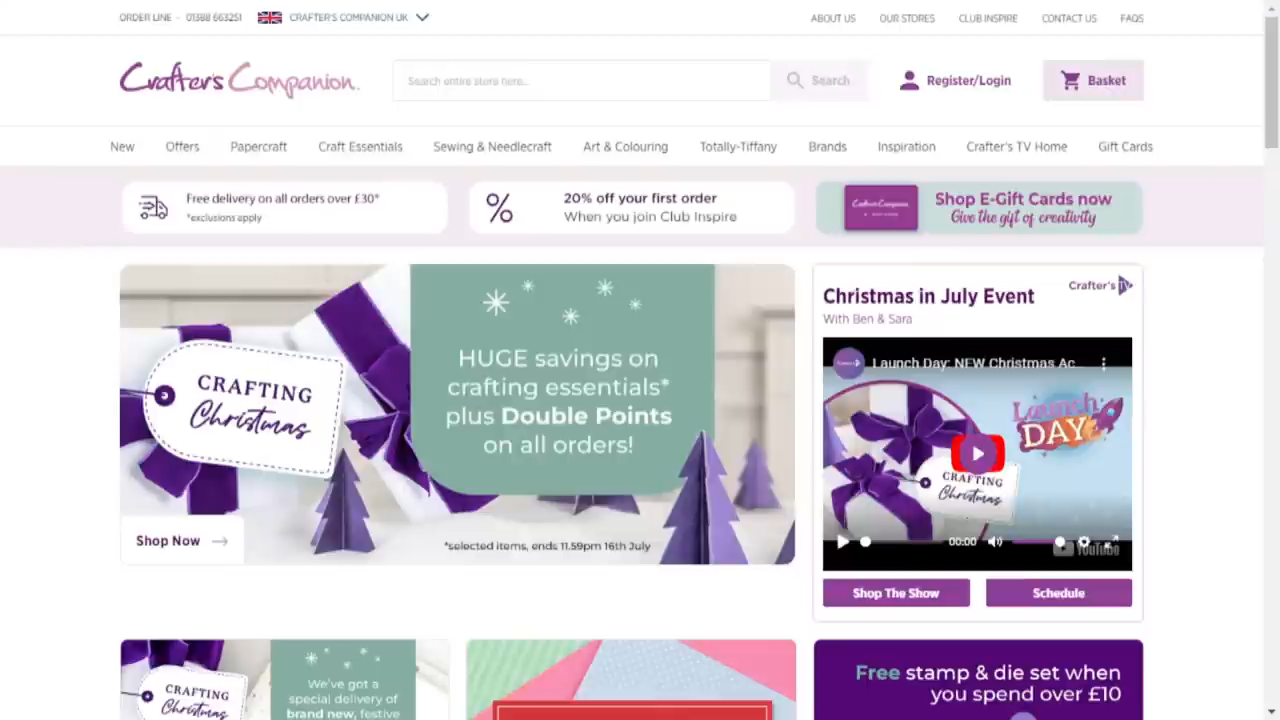 ORDER LINE - 01388 663251
CRAFTER'S COMPANION UK
ABOUT US
OUR STORES
CLUB INSPIRE
CONTACT US
FAQS
Crafter's Companion
Search entire store here...
Search
Register/Login
Basket
New
Offers
Papercraft
Craft Essentials
Sewing & Needlecraft
Art & Colouring
Totally-Tiffany
Brands
Inspiration
Crafter's TV Home
Gift Cards
Free delivery on all orders over £30*
*exclusions apply
20% off your first order
When you join Club Inspire
Crafter's Companion
Shop E-Gift Cards now
Give the gift of creativity
CRAFTING
Christmas
HUGE savings on
crafting essentials*
plus Double Points
on all orders!
Shop Now
*selected items, ends 11.59pm 16th July
Crafter's TV
Christmas in July Event
With Ben & Sara
Launch Day: NEW Christmas Ac...
Launch
DAY
CRAFTING
Christmas
00:00
YouTube
Shop The Show
Schedule
CRAFTING
Christmas
We've got a
special delivery of
brand new, festive
Free stamp & die set when
you spend over £10